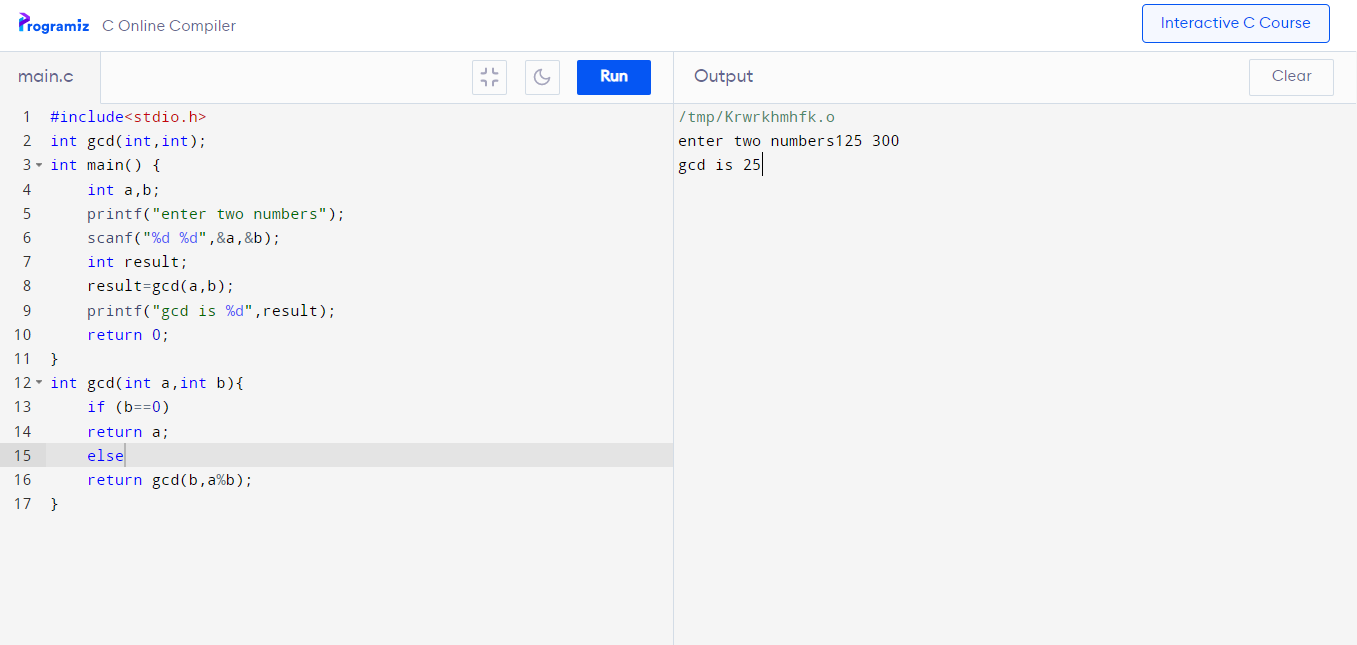 Programiz C Online Compiler
Interactive C Course
main.c
Run
Output
Clear
1 #include<stdio.h>
2 int gcd(int,int);
3 int main() {
4     int a,b;
5     printf("enter two numbers");
6     scanf("%d %d",&a,&b);
7     int result;
8     result=gcd(a,b);
9     printf("gcd is %d",result);
10     return 0;
11 }
12 int gcd(int a,int b){
13     if (b==0)
14     return a;
15     else
16     return gcd(b,a%b);
17 }
/tmp/Krwrkhmhfk.o
enter two numbers125 300
gcd is 25